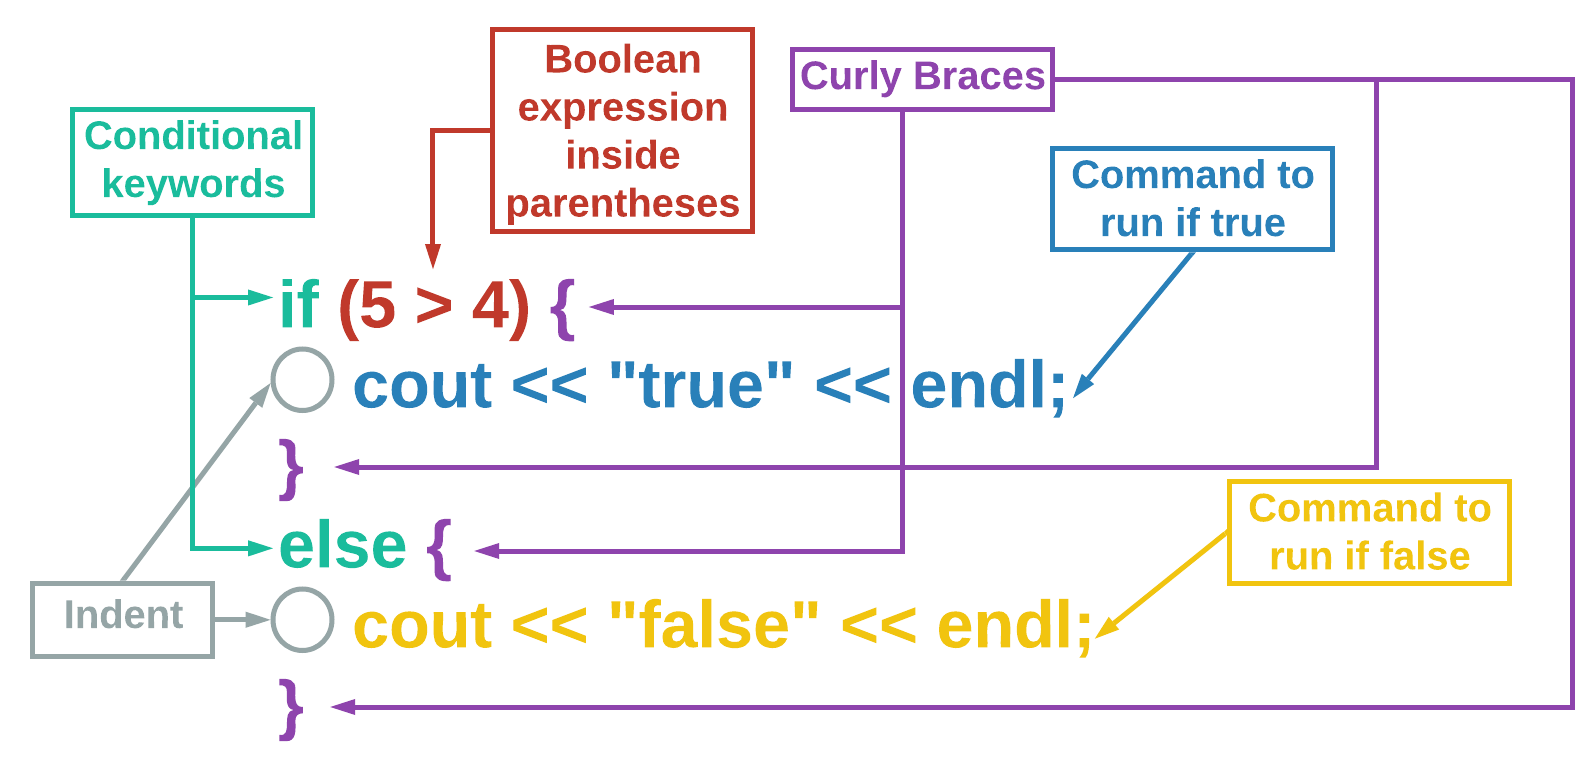 Boolean
expression
inside
parentheses
Curly Braces
Conditional
keywords
Command to
run if true
if (5 > 4) {
cout << "true" << endl;
}
Command to
run if false
else {
Indent
cout << "false" << endl;
}